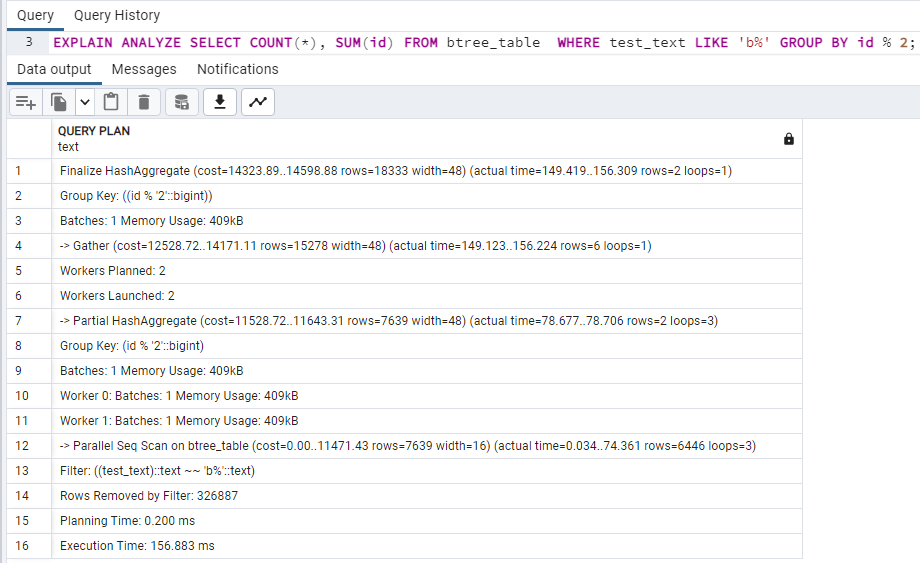 Query Query History
3 EXPLAIN ANALYZE SELECT COUNT(*), SUM(id) FROM btree_table WHERE test_text LIKE 'b%' GROUP BY id % 2;
Data output Messages Notifications
QUERY PLAN
text
1 Finalize HashAggregate (cost=14323.89..14598.88 rows=18333 width=48) (actual time=149.419..156.309 rows=2 loops=1)
2 Group Key: ((id % '2'::bigint))
3 Batches: 1 Memory Usage: 409kB
4 -> Gather (cost=12528.72..14171.11 rows=15278 width=48) (actual time=149.123..156.224 rows=6 loops=1)
5 Workers Planned: 2
6 Workers Launched: 2
7 -> Partial HashAggregate (cost=11528.72..11643.31 rows=7639 width=48) (actual time=78.677..78.706 rows=2 loops=3)
8 Group Key: (id % '2'::bigint)
9 Batches: 1 Memory Usage: 409kB
10 Worker 0: Batches: 1 Memory Usage: 409kB
11 Worker 1: Batches: 1 Memory Usage: 409kB
12 -> Parallel Seq Scan on btree_table (cost=0.00..11471.43 rows=7639 width=16) (actual time=0.034..74.361 rows=6446 loops=3)
13 Filter: ((test_text)::text ~~ 'b%'::text)
14 Rows Removed by Filter: 326887
15 Planning Time: 0.200 ms
16 Execution Time: 156.883 ms